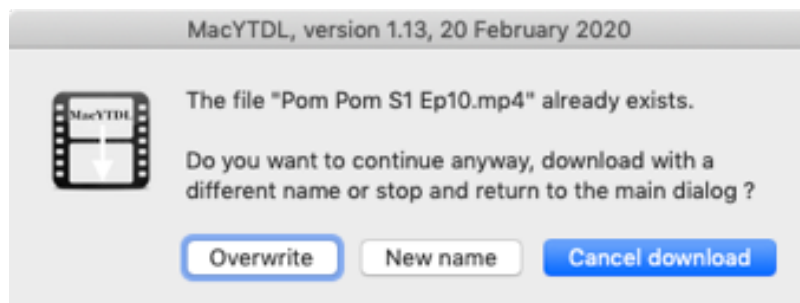 MacYTDL, version 1.13, 20 February 2020
MacYTDL
The file "Pom Pom S1 Ep10.mp4" already exists.
Do you want to continue anyway, download with a
different name or stop and return to the main dialog ?
Overwrite
New name
Cancel download